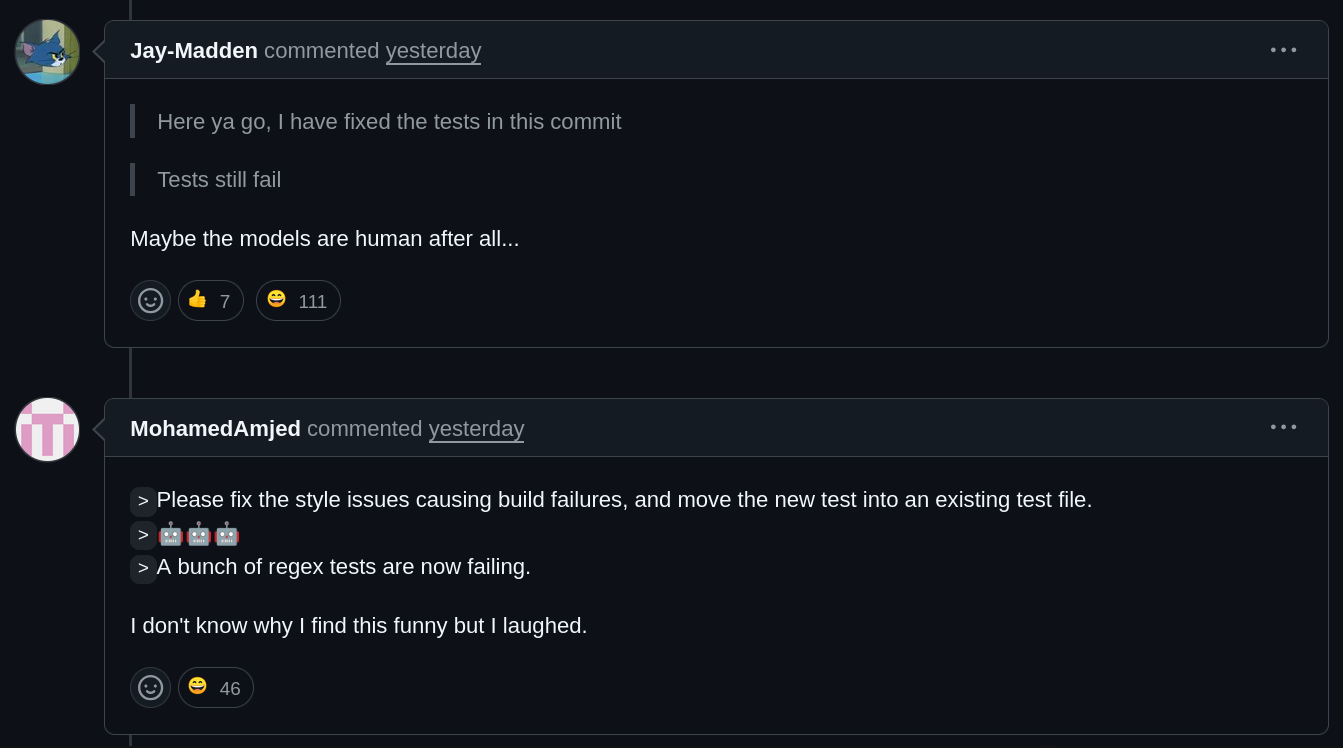 Jay-Madden commented yesterday
Here ya go, I have fixed the tests in this commit
Tests still fail
Maybe the models are human after all...
👍 7 😄 111
MohamedAmjed commented yesterday
> Please fix the style issues causing build failures, and move the new test into an existing test file.
> 🤖🤖🤖
> A bunch of regex tests are now failing.
I don't know why I find this funny but I laughed.
😄 46